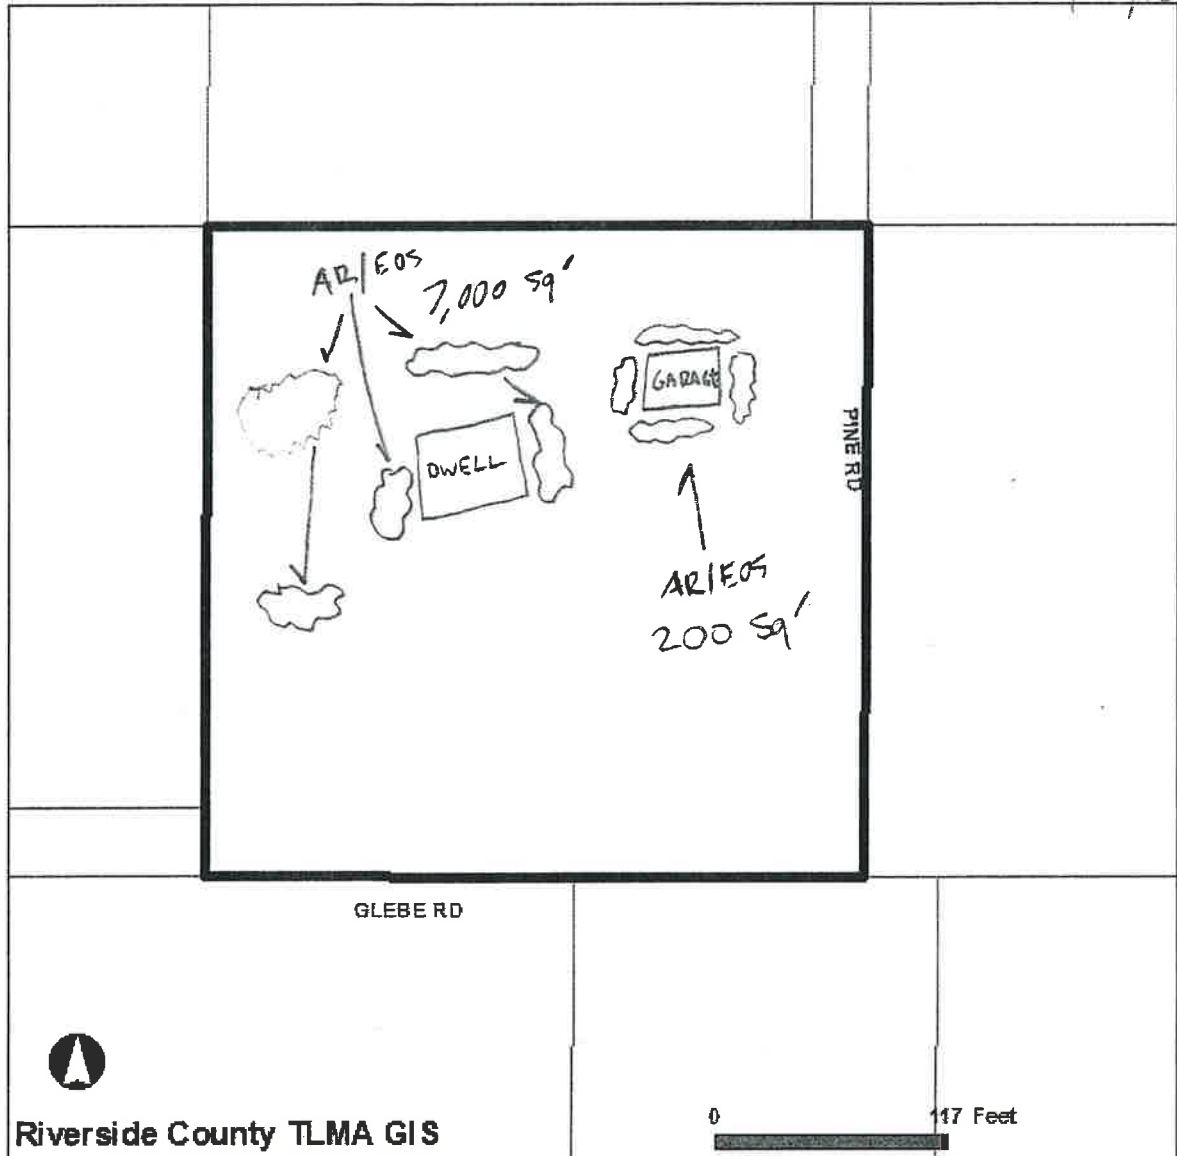 AR/EOS
7,000 Sq'
GARAGE
DWELL
PINE RD
AR/EOS
200 Sq'
GLEBE RD
Riverside County TLMA GIS
0
117 Feet